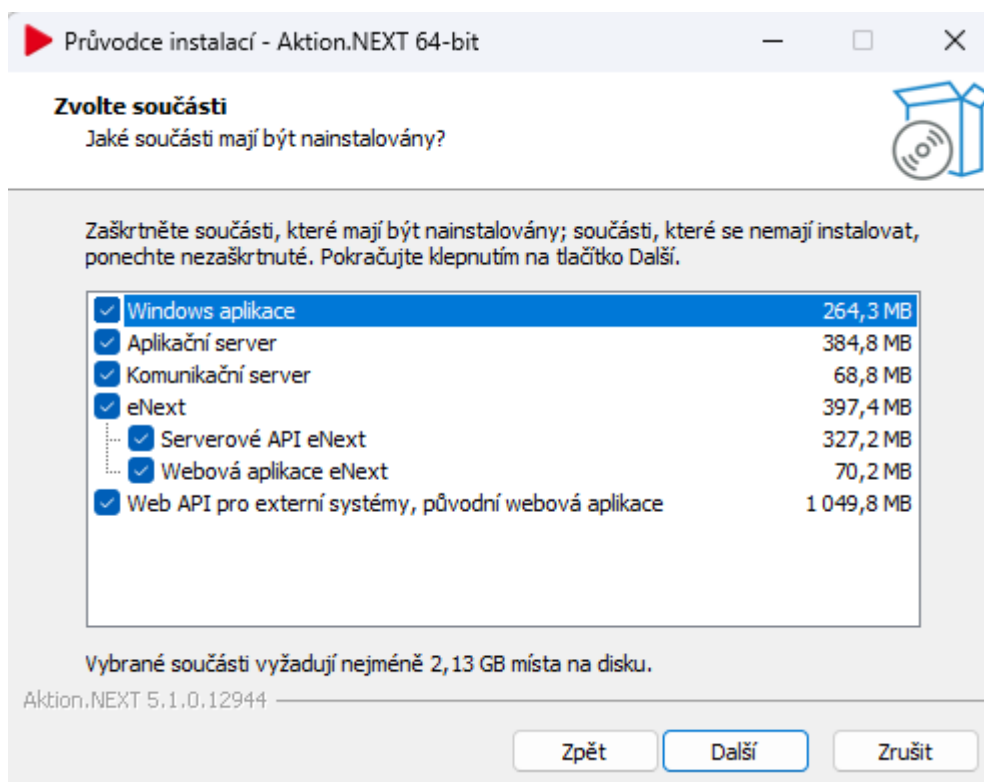 Průvodce instalací - Aktion.NEXT 64-bit
Zvolte součásti
Jaké součásti mají být nainstalovány?
Zaškrtněte součásti, které mají být nainstalovány; součásti, které se nemají instalovat,
ponechte nezaškrtnuté. Pokračujte klepnutím na tlačítko Další.
Windows aplikace 264,3 MB
Aplikační server 384,8 MB
Komunikační server 68,8 MB
eNext 397,4 MB
Serverové API eNext 327,2 MB
Webová aplikace eNext 70,2 MB
Web API pro externí systémy, původní webová aplikace 1 049,8 MB
Vybrané součásti vyžadují nejméně 2,13 GB místa na disku.
Aktion.NEXT 5.1.0.12944
Zpět Další Zrušit